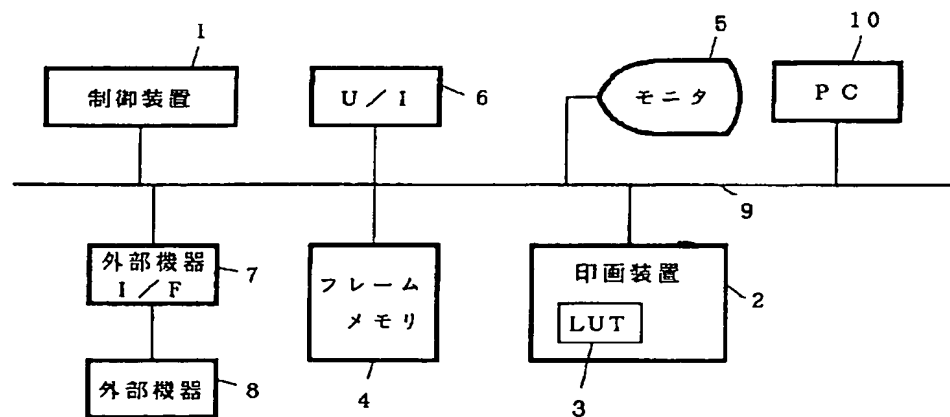 1
制御装置
U/I
6
5
モニタ
10
PC
9
外部機器
I/F
7
フレーム
メモリ
4
印画装置
LUT
2
3
外部機器
8